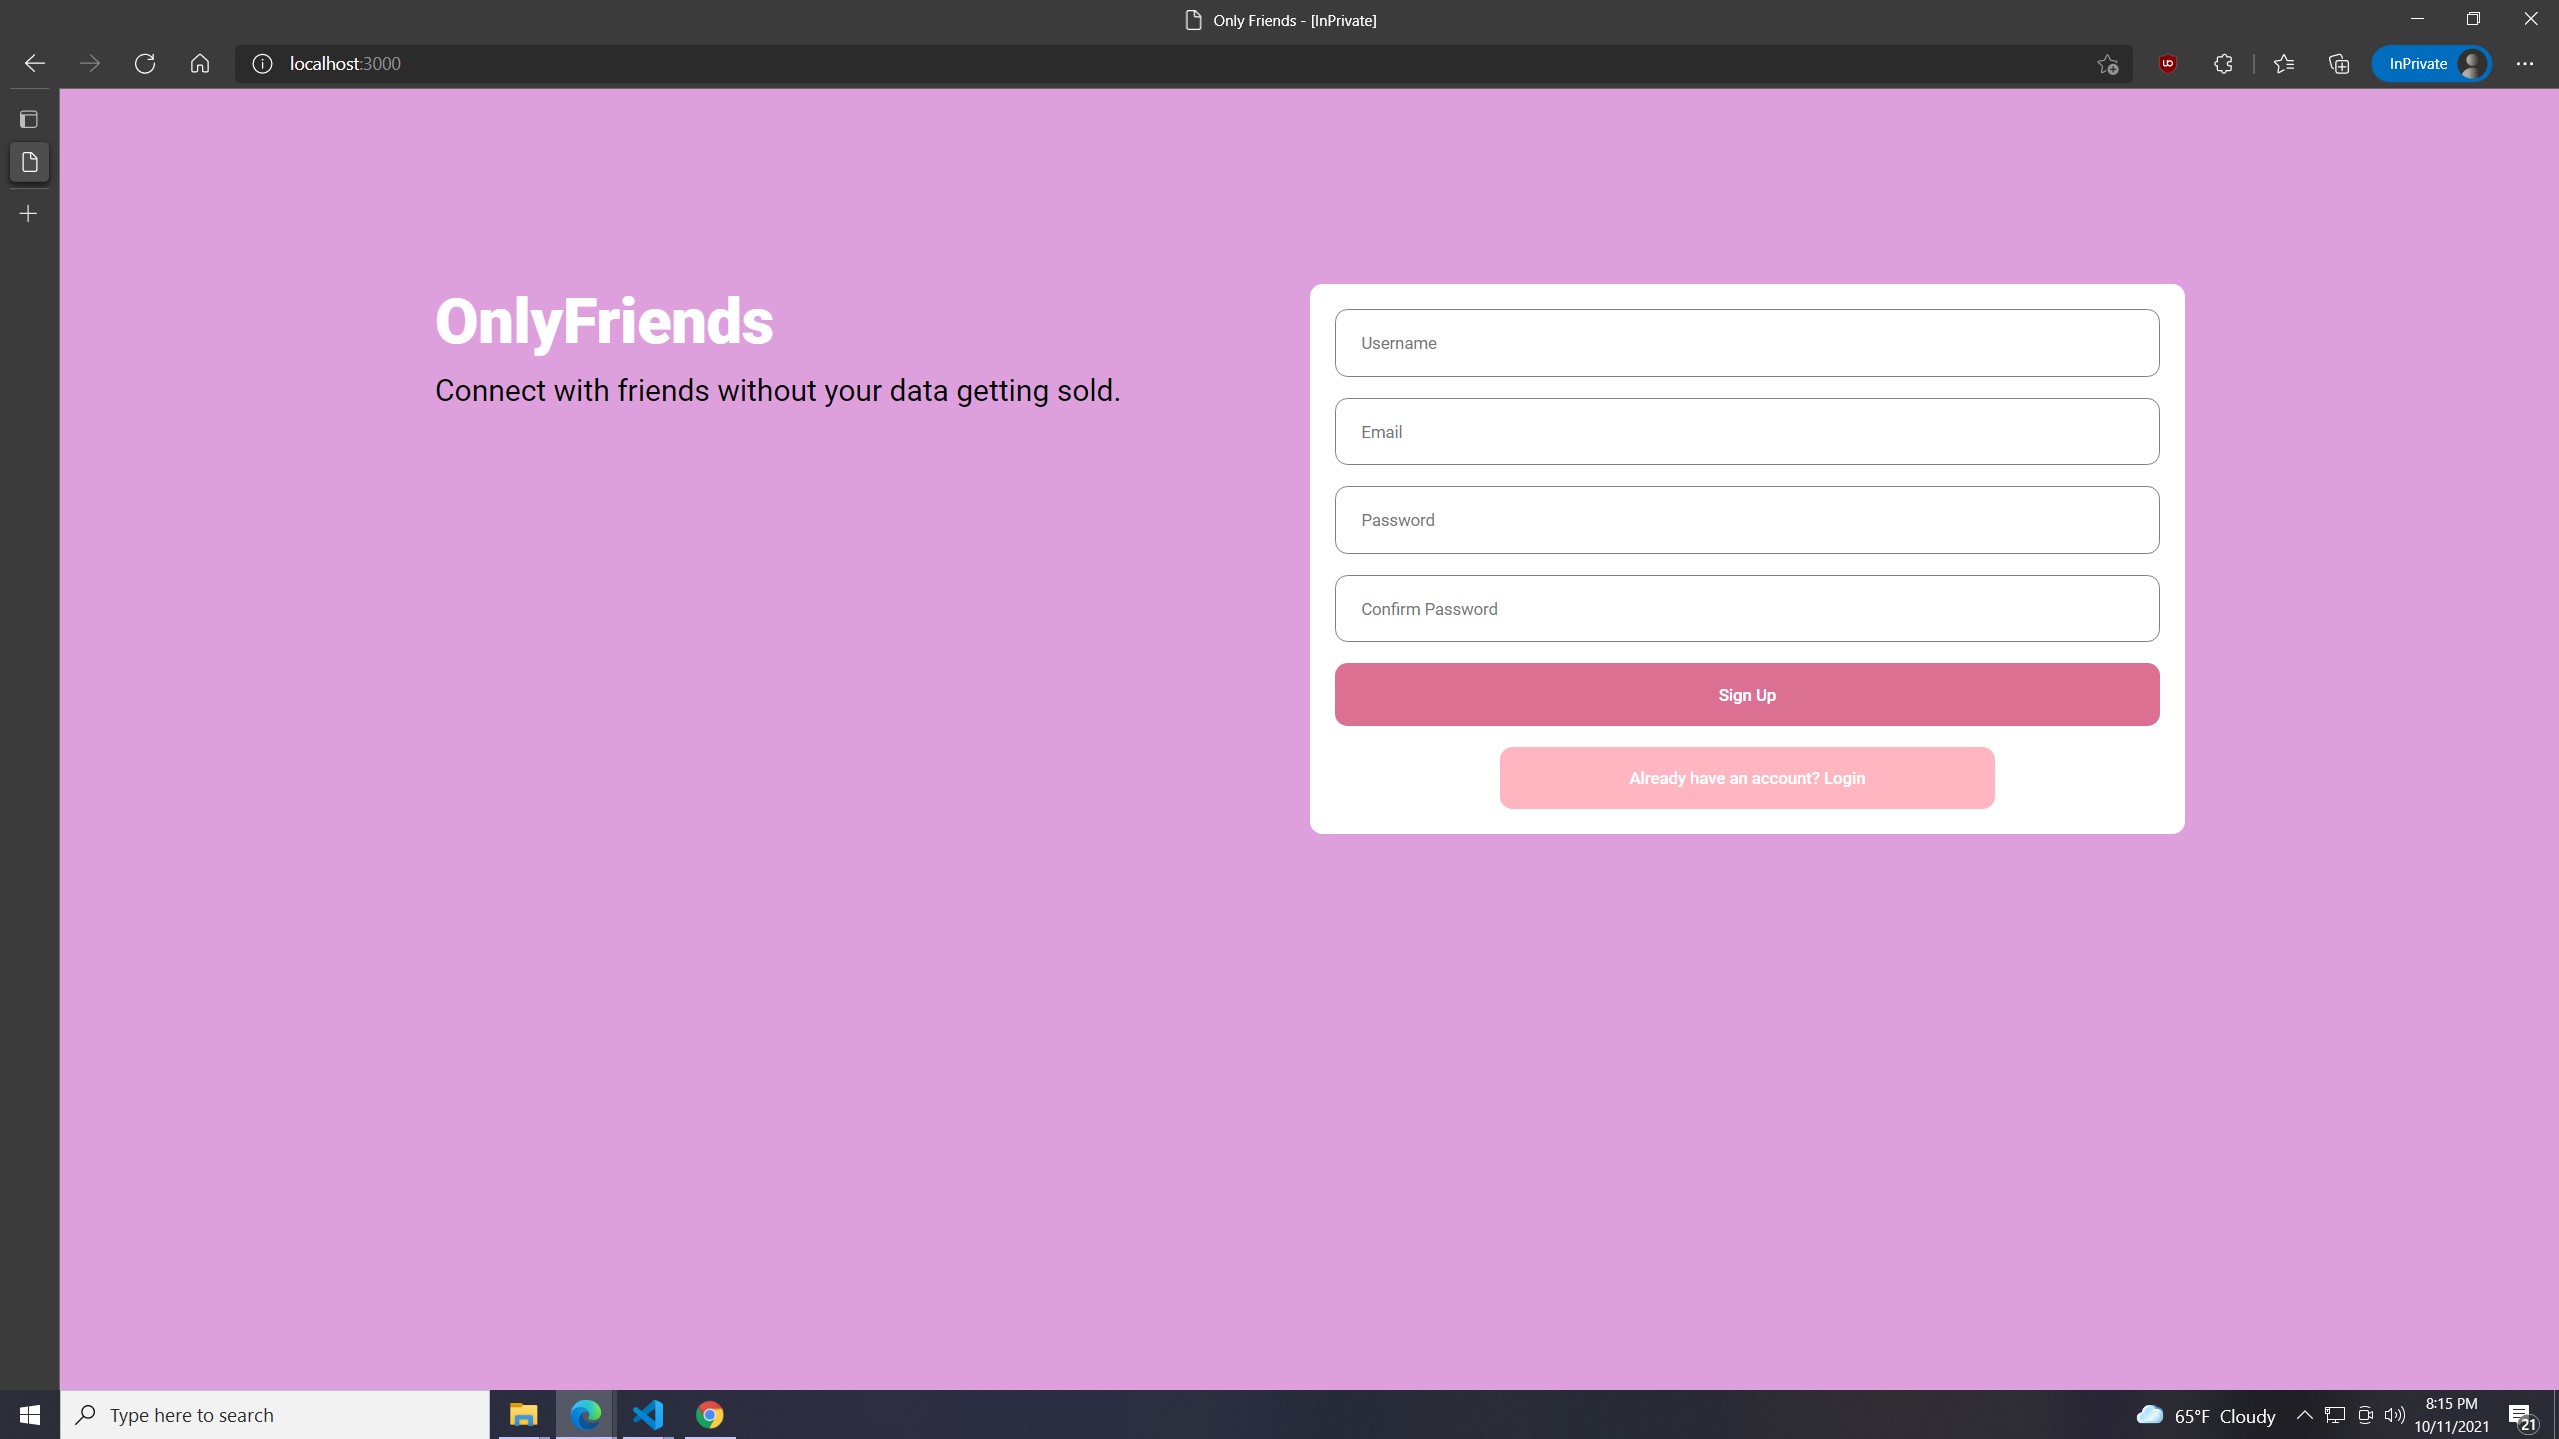 Only Friends - [InPrivate]
localhost:3000
InPrivate
OnlyFriends
Connect with friends without your data getting sold.
Username
Email
Password
Confirm Password
Sign Up
Already have an account? Login
Type here to search
65°F Cloudy
8:15 PM
10/11/2021
21